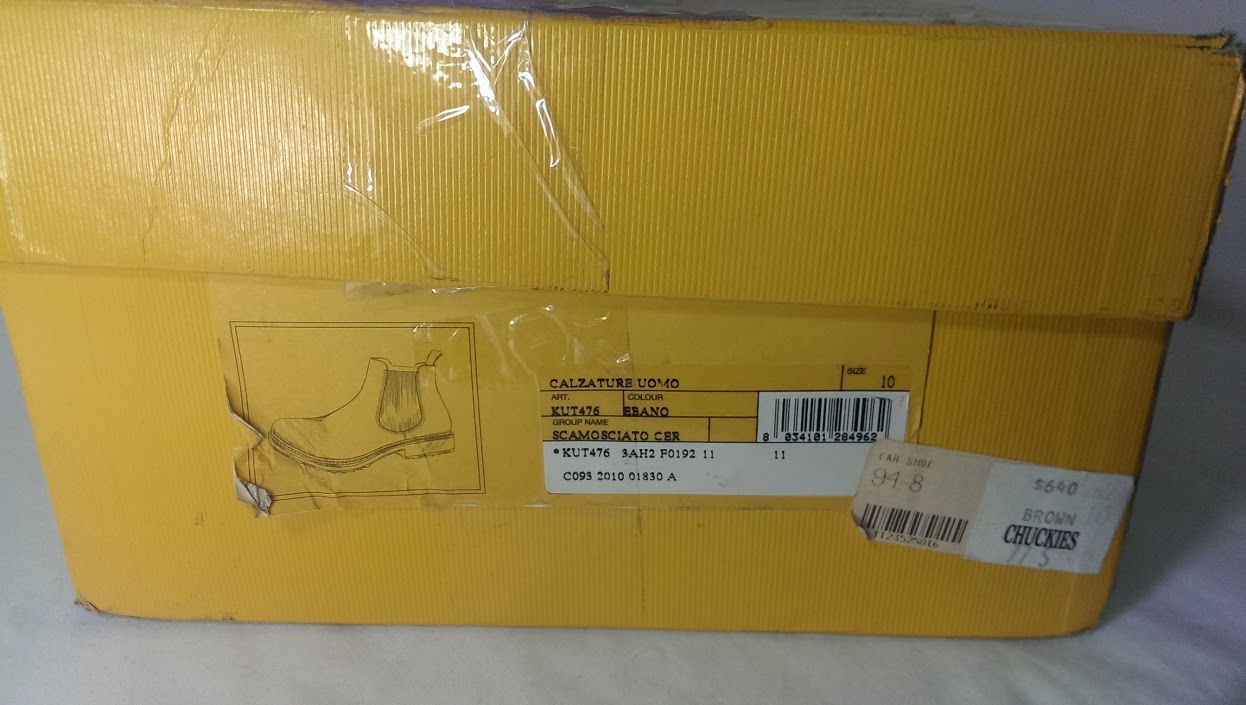 CALZATURE UOMO
SIZE 10
ART. COLOUR
KUT476 EBANO
GROUP NAME
SCAMOSCIATO CER
8 034101 284962
*KUT476 3AH2 F0192 11 11
C093 2010 01830 A
CAR SHOE
94-8
$640
BROWN
CHUCKIES